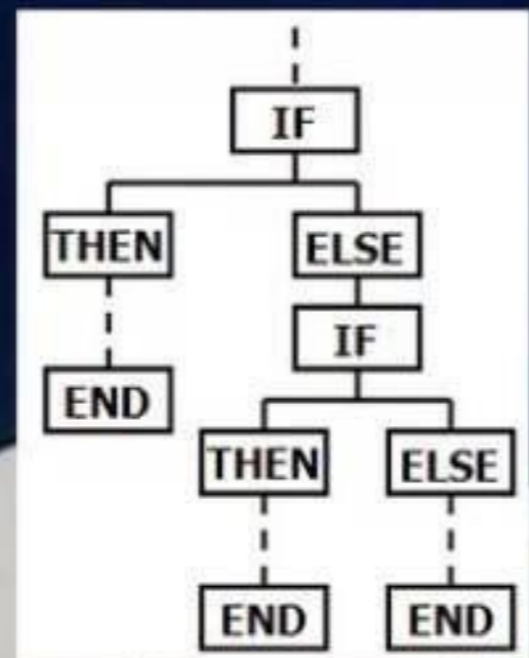 IF
THEN ELSE
IF
END
THEN ELSE
END END